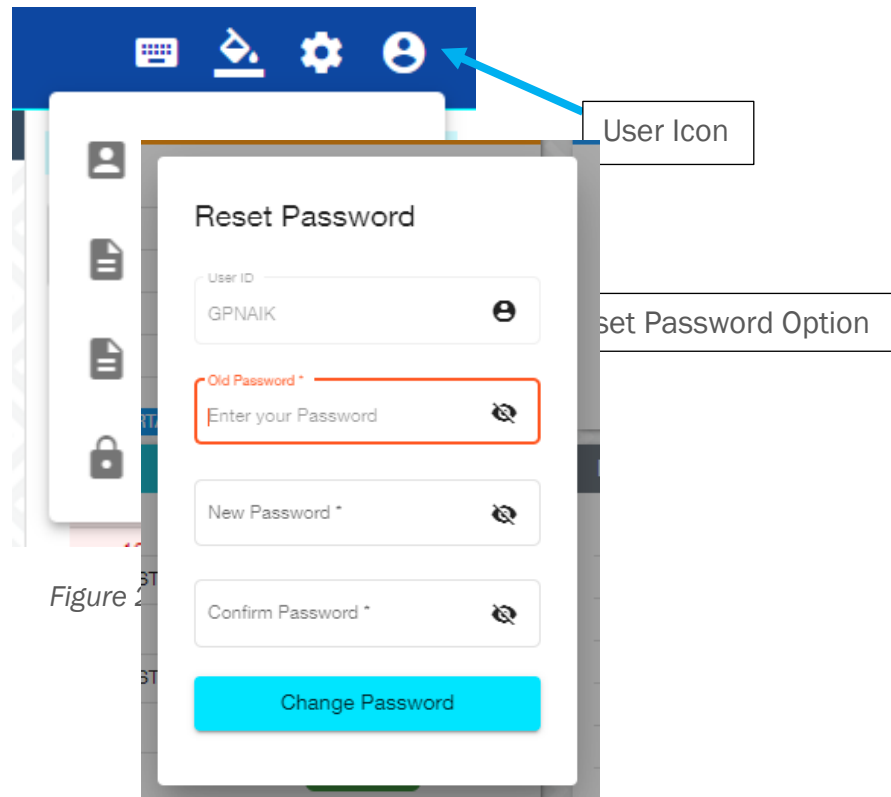 User Icon
Reset Password
User ID
GPNAIK
set Password Option
Old Password *
Enter your Password
New Password *
Figure
Confirm Password *
Change Password